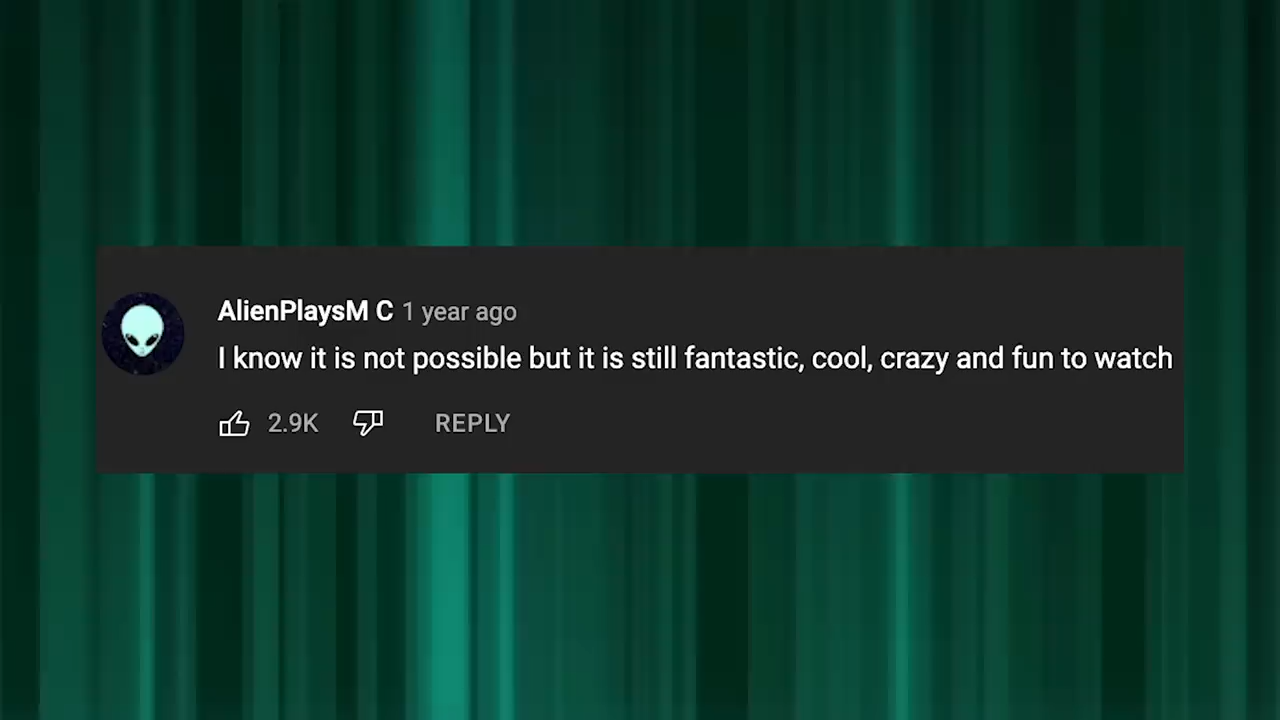 AlienPlaysM C 1 year ago
I know it is not possible but it is still fantastic, cool, crazy and fun to watch
2.9K REPLY